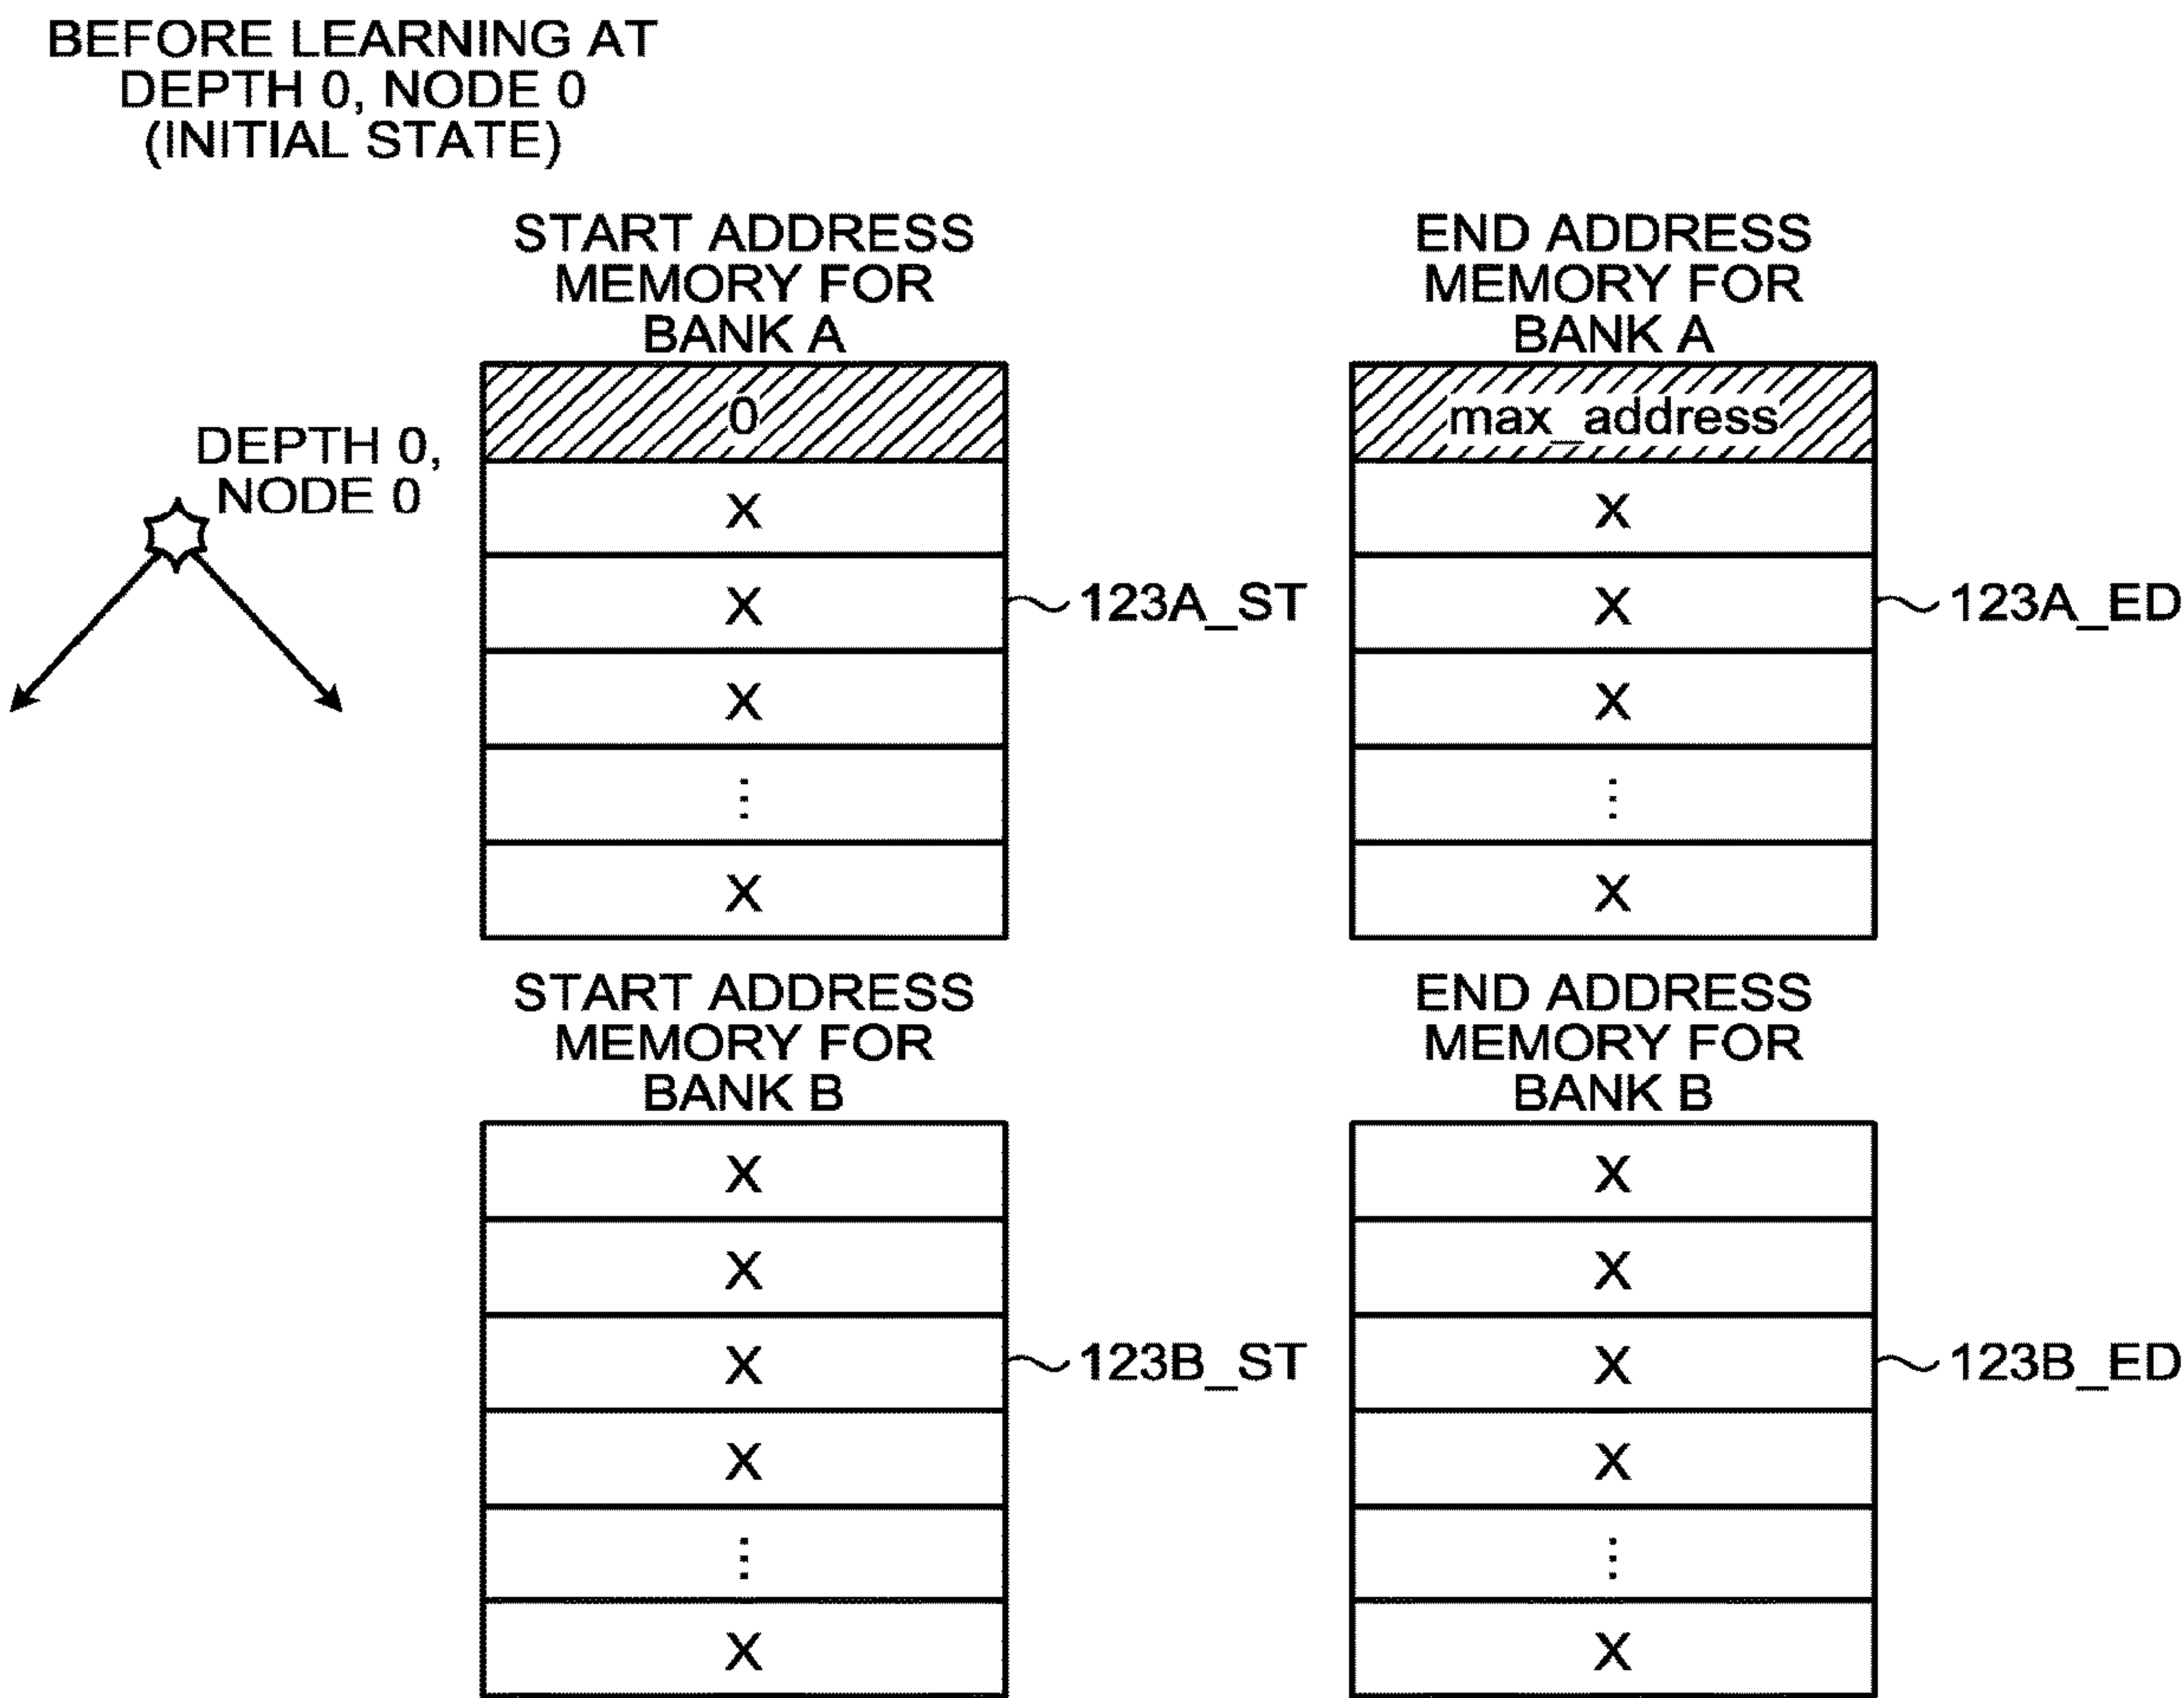 BEFORE LEARNING AT
DEPTH 0, NODE 0
(INITIAL STATE)
DEPTH 0,
NODE 0
START ADDRESS
MEMORY FOR
BANK A
0
X
X
X
⋮
X
123A_ST
END ADDRESS
MEMORY FOR
BANK A
max_address
X
X
X
⋮
X
123A_ED
START ADDRESS
MEMORY FOR
BANK B
X
X
X
X
⋮
X
123B_ST
END ADDRESS
MEMORY FOR
BANK B
X
X
X
X
⋮
X
123B_ED